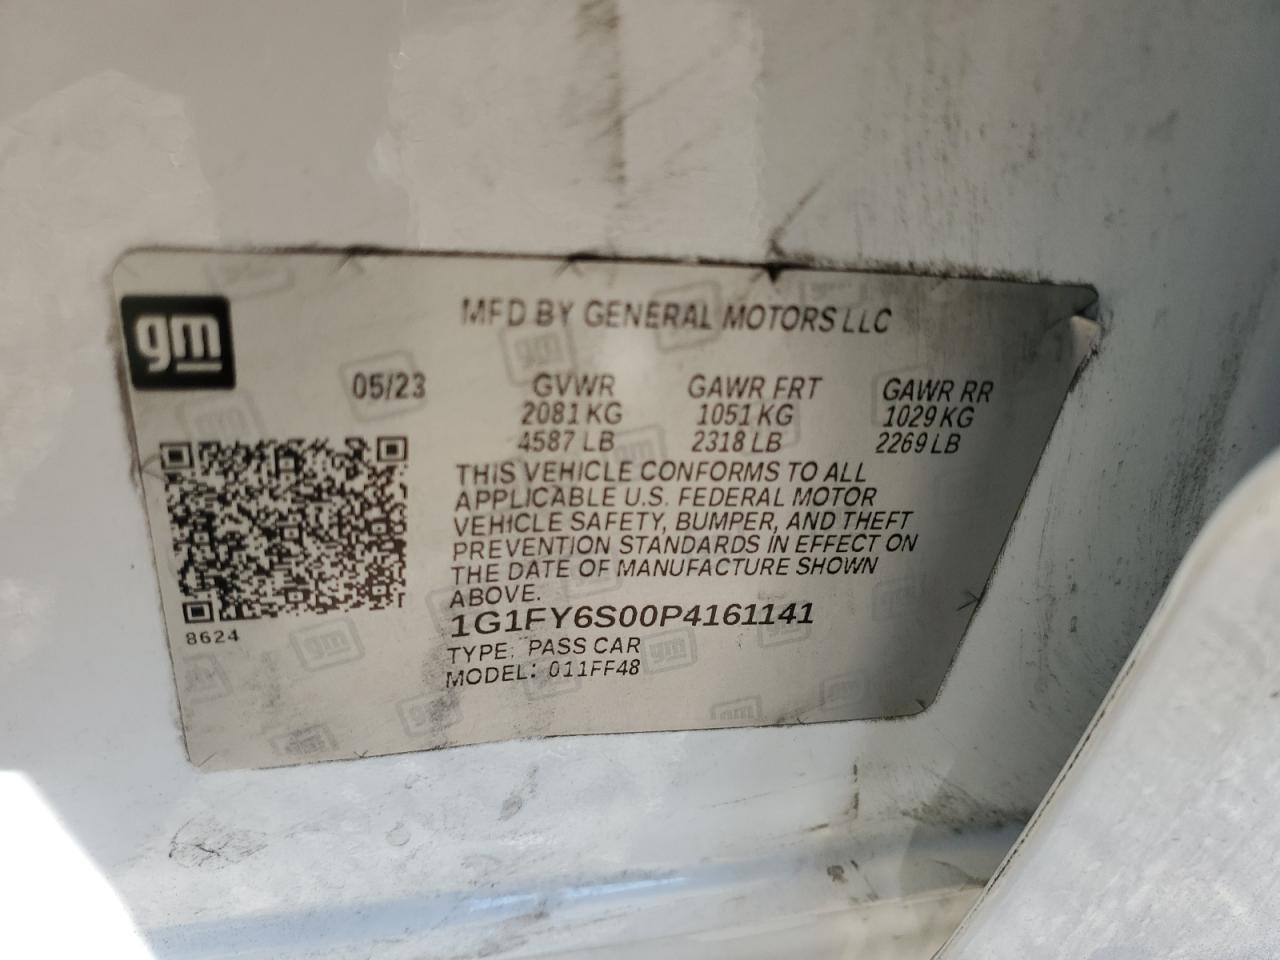 gm
MFD BY GENERAL MOTORS LLC
05/23 GVWR GAWR FRT GAWR RR
2081 KG 1051 KG 1029 KG
4587 LB 2318 LB 2269 LB
THIS VEHICLE CONFORMS TO ALL
APPLICABLE U.S. FEDERAL MOTOR
VEHICLE SAFETY, BUMPER, AND THEFT
PREVENTION STANDARDS IN EFFECT ON
THE DATE OF MANUFACTURE SHOWN
ABOVE.
1G1FY6S00P4161141
8624
TYPE: PASS CAR
MODEL: 011FF48